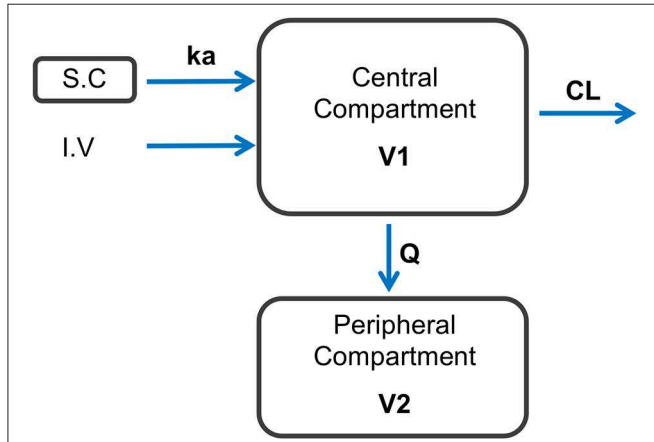 S.C
ka
I.V
Central
Compartment
V1
CL
Q
Peripheral
Compartment
V2